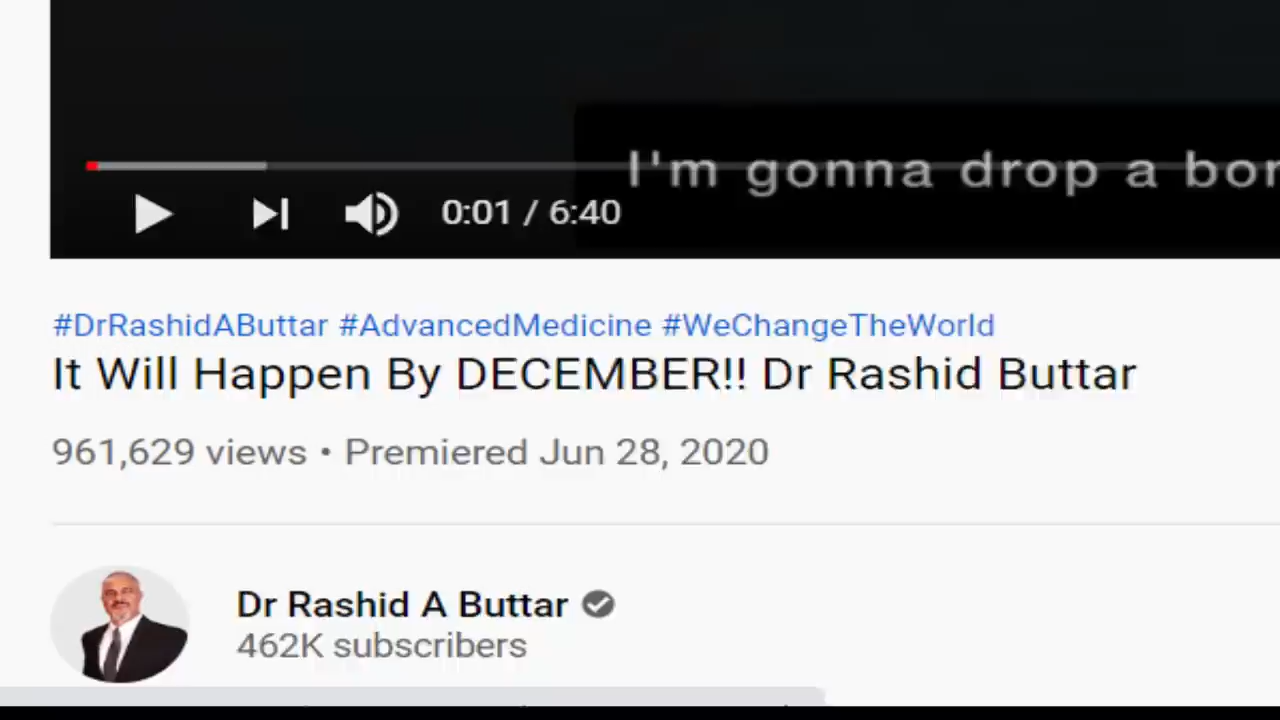 I'm gonna drop a
0:01 / 6:40
#DrRashidAButtar #AdvancedMedicine #WeChangeTheWorld
It Will Happen By DECEMBER!! Dr Rashid Buttar
961,629 views • Premiered Jun 28, 2020
Dr Rashid A Buttar
462K subscribers